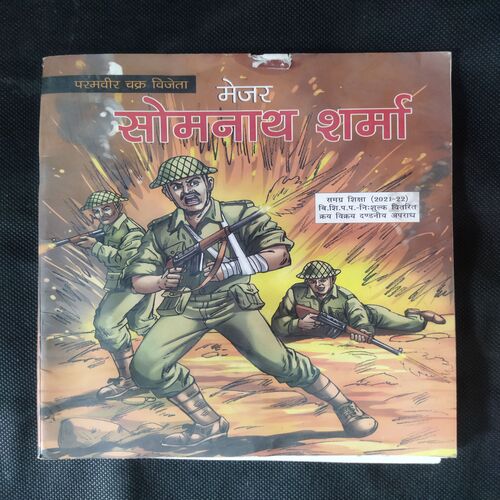 परमवीर चक्र विजेता
मेजर
सोमनाथ शर्मा
समग्र शिक्षा (2021-22)
बि.शि.प.प.-निःशुल्क वितरित
क्रय विक्रय दण्डनीय अपराध